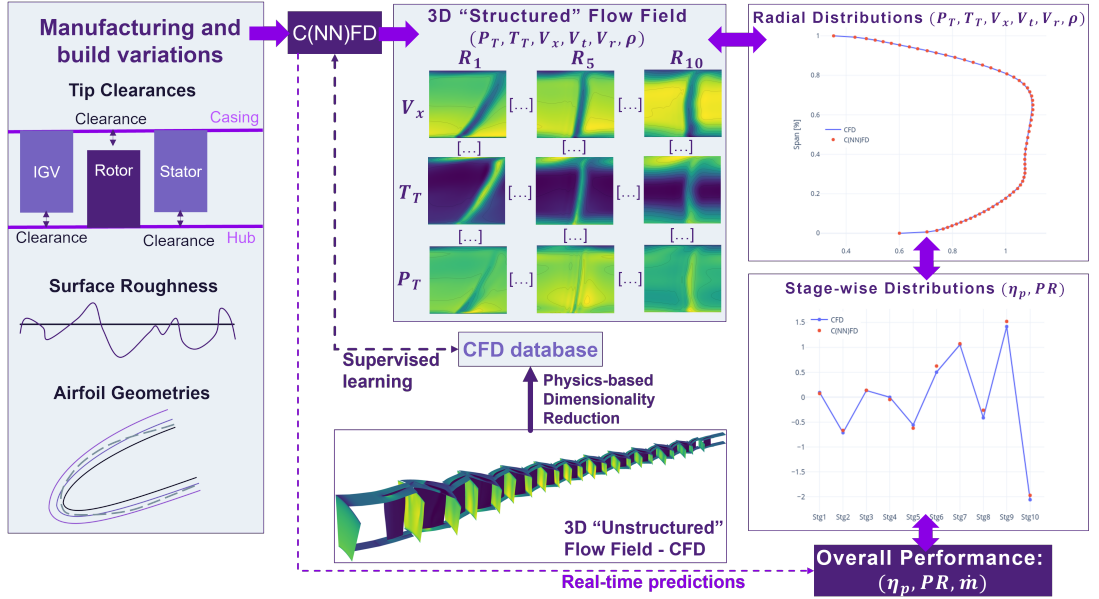 Manufacturing and
build variations
Tip Clearances
Clearance
Casing
IGV
Rotor
Stator
Clearance
Clearance
Hub
Surface Roughness
Airfoil Geometries
C(NN)FD
3D “Structured” Flow Field
(P_T, T_T, V_x, V_t, V_r, ρ)
R_1 R_5 R_10
V_x
[...] [...]
[...] [...] [...]
T_T
[...] [...]
[...] [...] [...]
P_T
[...] [...]
Supervised
learning
CFD database
Physics-based
Dimensionality
Reduction
3D “Unstructured”
Flow Field - CFD
Real-time predictions
Radial Distributions (P_T, T_T, V_x, V_t, V_r, ρ)
1
0.8
0.6
0.4
0.2
0
Span [%]
CFD
C(NN)FD
0.4 0.6 0.8 1
Stage-wise Distributions (η_p, PR)
CFD
C(NN)FD
1.5
1
0.5
0
−0.5
−1
−1.5
−2
Stg1 Stg2 Stg3 Stg4 Stg5 Stg6 Stg7 Stg8 Stg9 Stg10
Overall Performance:
(η_p, PR, ṁ)